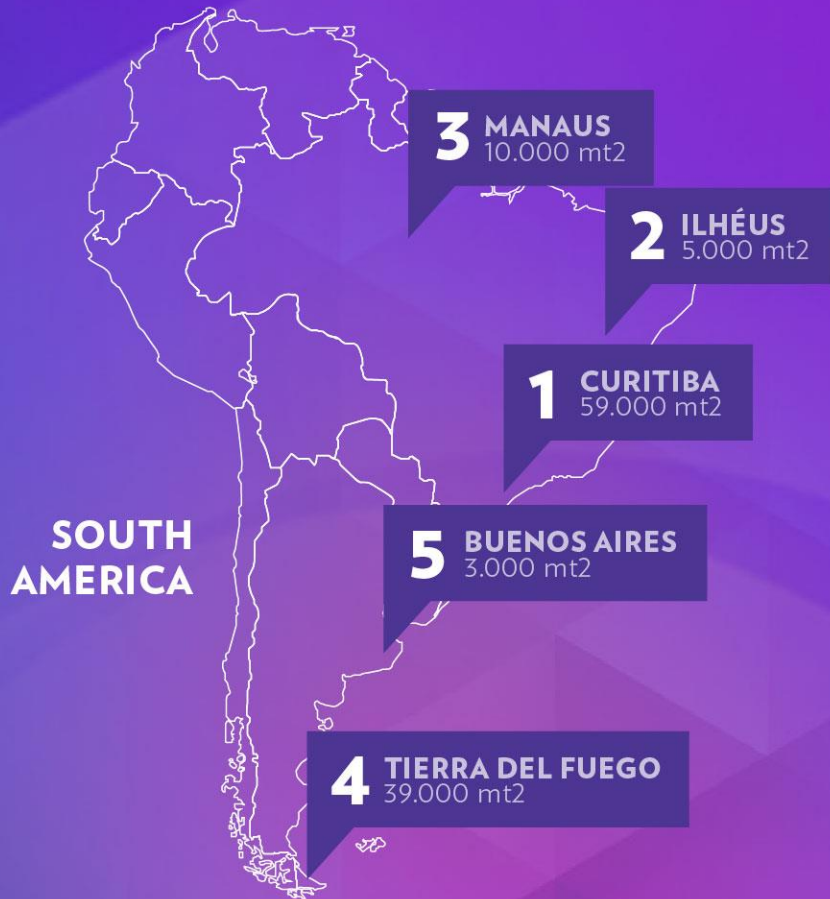 3 MANAUS
10.000 mt2
2 ILHÉUS
5.000 mt2
1 CURITIBA
59.000 mt2
SOUTH
AMERICA
5 BUENOS AIRES
3.000 mt2
4 TIERRA DEL FUEGO
39.000 mt2